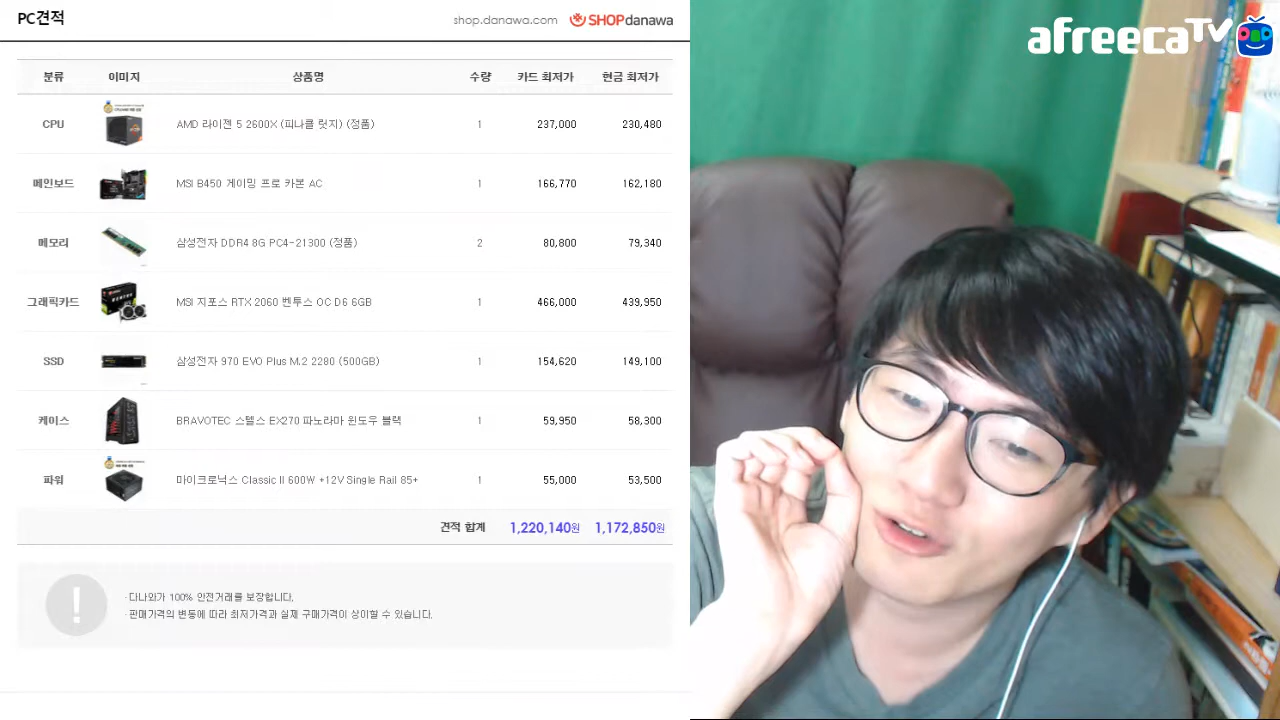 PC견적
shop.danawa.com SHOPdanawa
분류 이미지 상품명 수량 카드 최저가 현금 최저가
CPU AMD 라이젠 5 2600X (피나클 릿지) (정품) 1 237,000 230,480
메인보드 MSI B450 게이밍 프로 카본 AC 1 166,770 162,180
메모리 삼성전자 DDR4 8G PC4-21300 (정품) 2 80,800 79,340
그래픽카드 MSI 지포스 RTX 2060 벤투스 OC D6 6GB 1 466,000 439,950
SSD 삼성전자 970 EVO Plus M.2 2280 (500GB) 1 154,620 149,100
케이스 BRAVOTEC 스텔스 EX270 파노라마 윈도우 블랙 1 59,950 58,300
파워 마이크로닉스 Classic II 600W +12V Single Rail 85+ 1 55,000 53,500
견적 합계 1,220,140원 1,172,850원
· 다나와가 100% 안전거래를 보장합니다.
· 판매가격의 변동에 따라 최저가격과 실제 구매가격이 상이할 수 있습니다.
afreecaTV